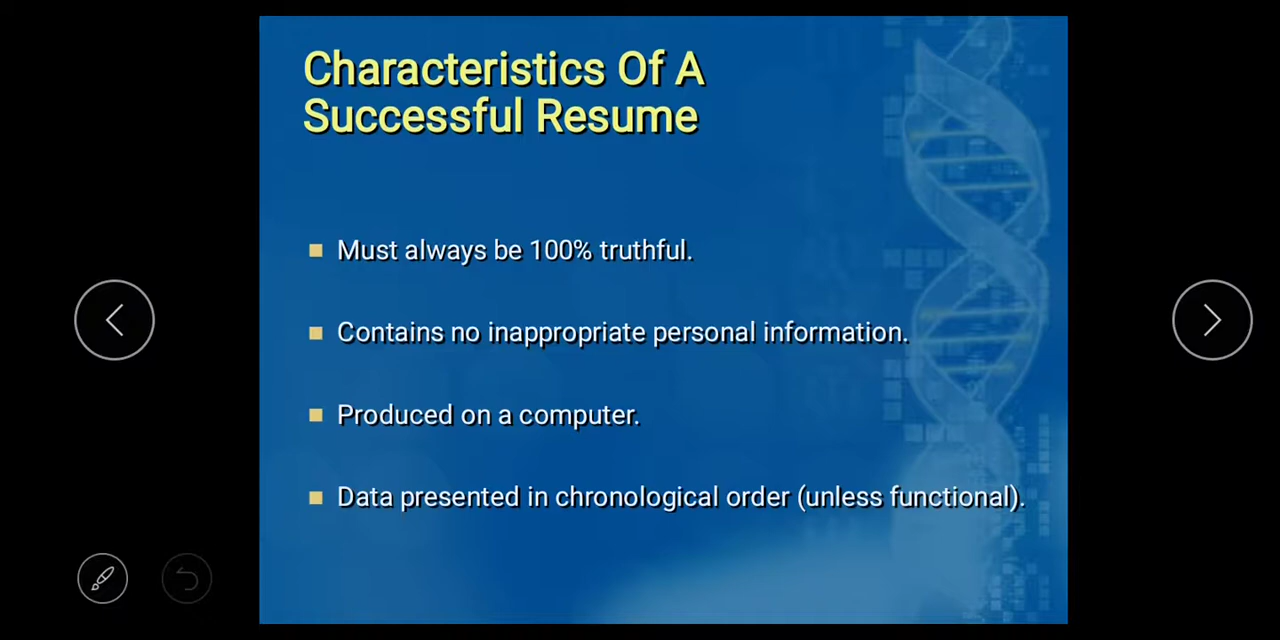 Characteristics Of A
Successful Resume
Must always be 100% truthful.
Contains no inappropriate personal information.
Produced on a computer.
Data presented in chronological order (unless functional).